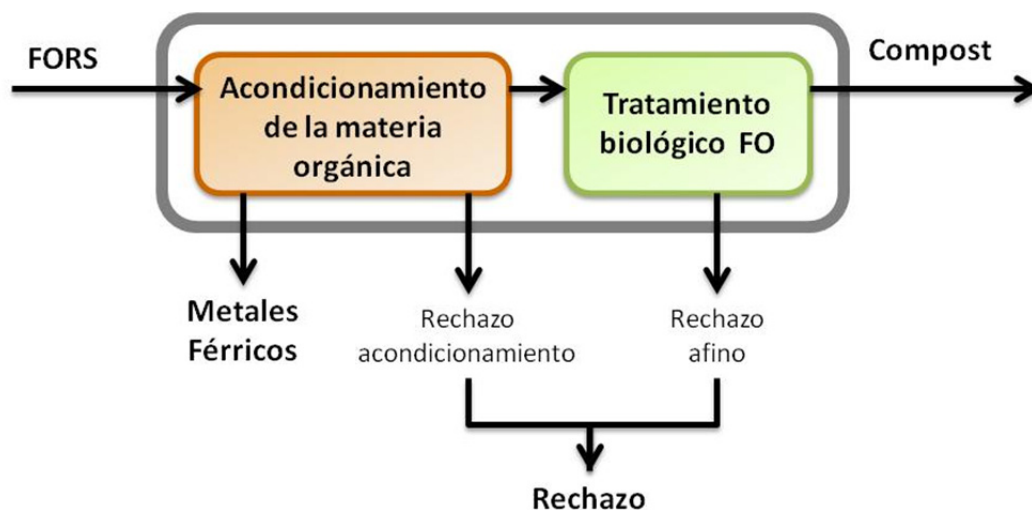 FORS
Acondicionamiento
de la materia
orgánica
Tratamiento
biológico FO
Compost
Metales
Férricos
Rechazo
acondicionamiento
Rechazo
afino
Rechazo